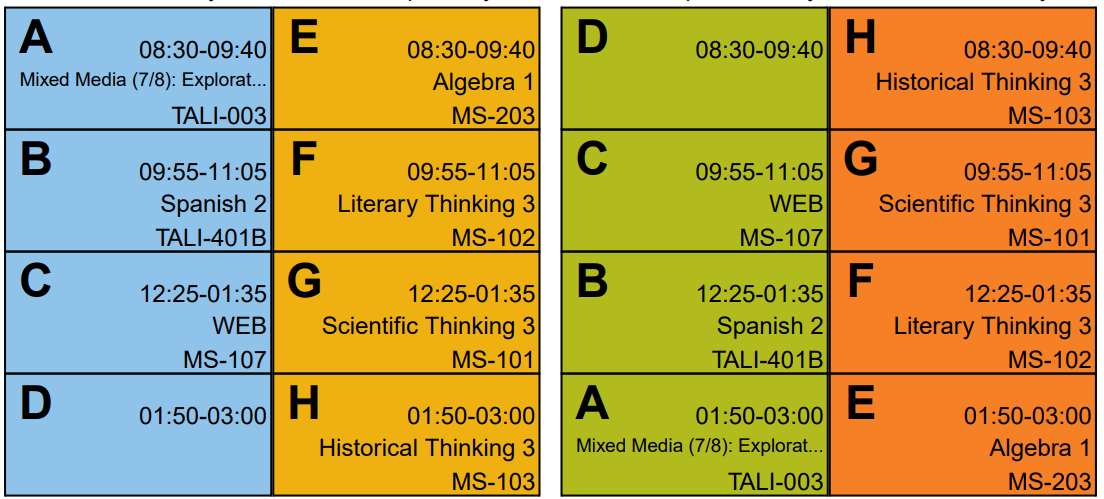 A
08:30-09:40
Mixed Media (7/8): Explorat...
TALI-003
E
08:30-09:40
Algebra 1
MS-203
D
08:30-09:40
H
08:30-09:40
Historical Thinking 3
MS-103
B
09:55-11:05
Spanish 2
TALI-401B
F
09:55-11:05
Literary Thinking 3
MS-102
C
09:55-11:05
WEB
MS-107
G
09:55-11:05
Scientific Thinking 3
MS-101
C
12:25-01:35
WEB
MS-107
G
12:25-01:35
Scientific Thinking 3
MS-101
B
12:25-01:35
Spanish 2
TALI-401B
F
12:25-01:35
Literary Thinking 3
MS-102
D
01:50-03:00
H
01:50-03:00
Historical Thinking 3
MS-103
A
01:50-03:00
Mixed Media (7/8): Explorat...
TALI-003
E
01:50-03:00
Algebra 1
MS-203